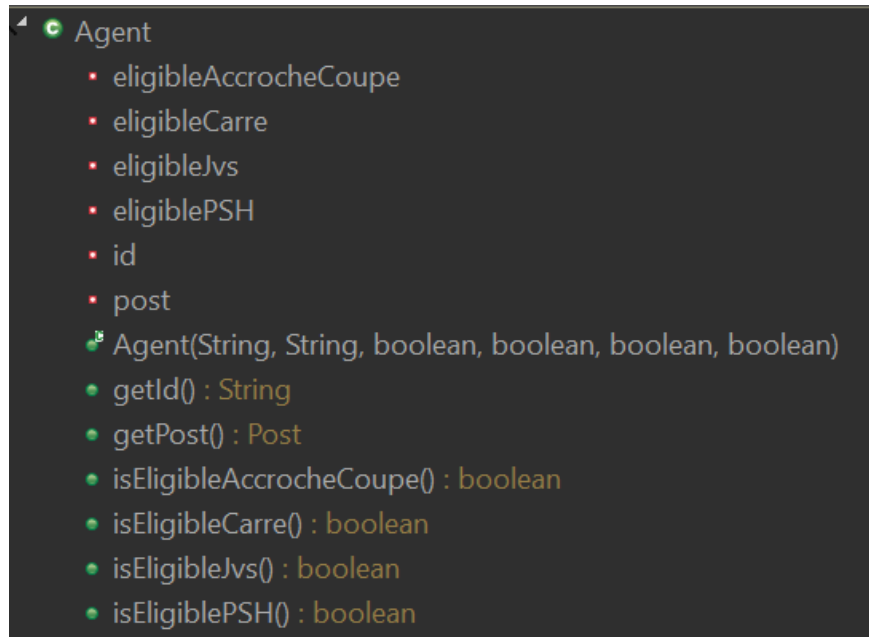 Agent
eligibleAccrocheCoupe
eligibleCarre
eligibleJvs
eligiblePSH
id
post
Agent(String, String, boolean, boolean, boolean, boolean)
getId() : String
getPost() : Post
isEligibleAccrocheCoupe() : boolean
isEligibleCarre() : boolean
isEligibleJvs() : boolean
isEligiblePSH() : boolean